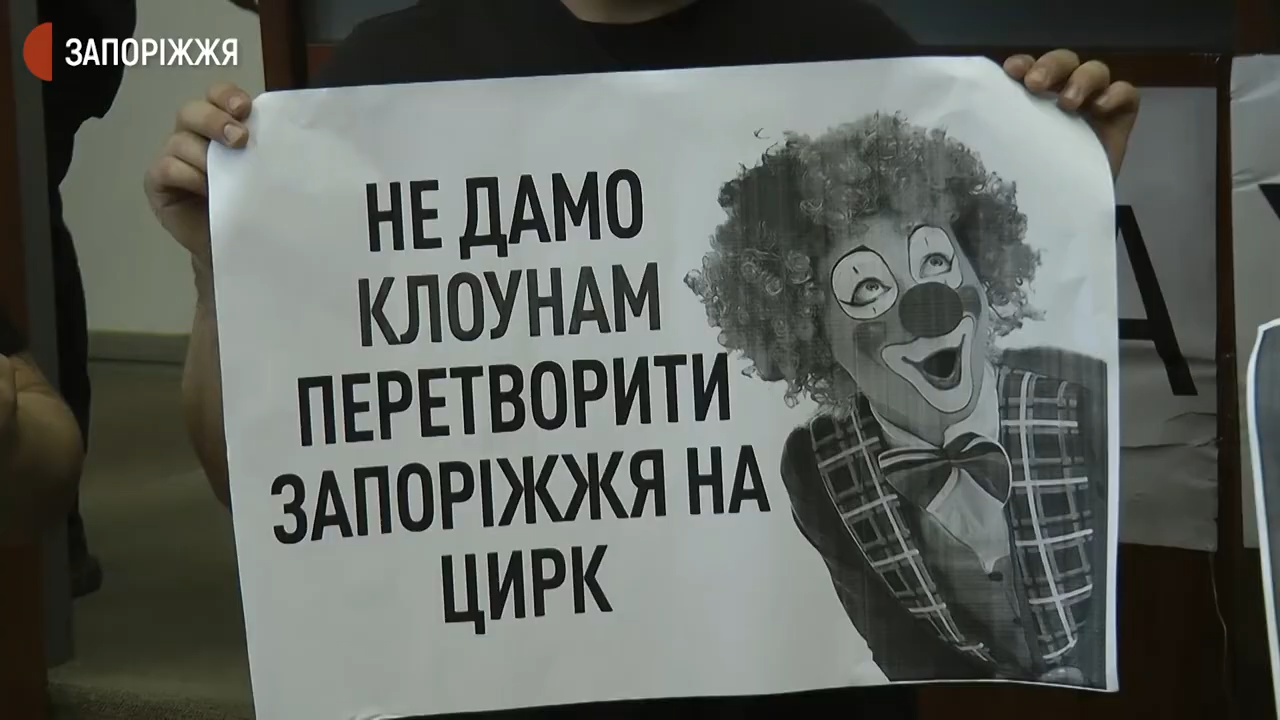 ЗАПОРІЖЖЯ
НЕ ДАМО
КЛОУНАМ
ПЕРЕТВОРИТИ
ЗАПОРІЖЖЯ НА
ЦИРК
А